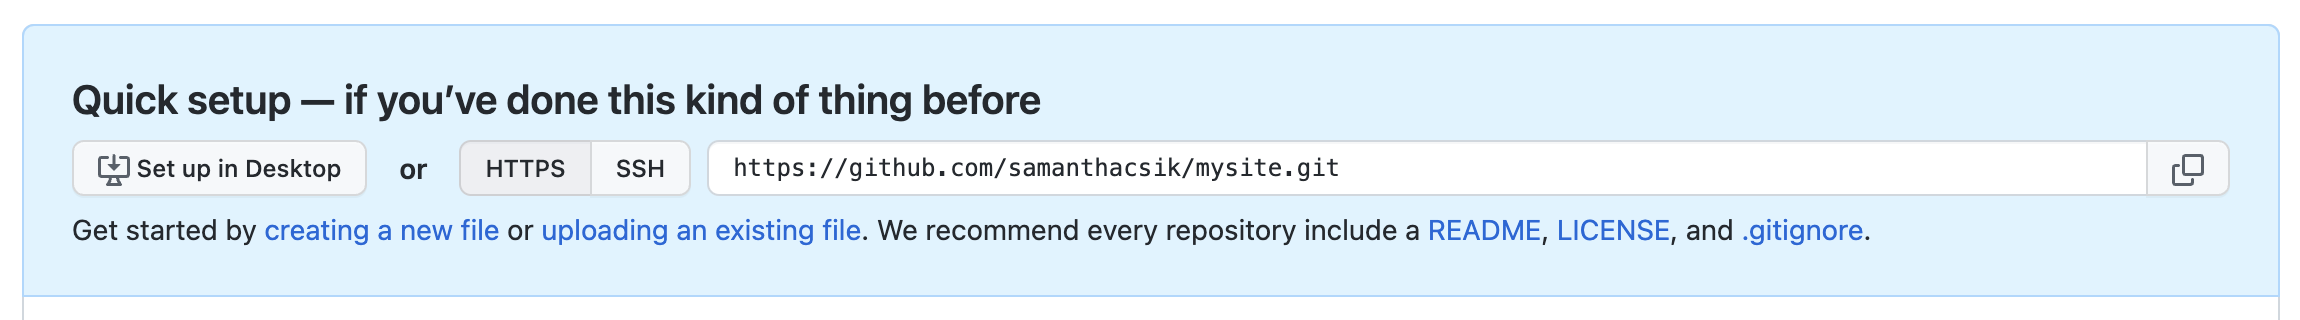 Quick setup — if you’ve done this kind of thing before
Set up in Desktop or HTTPS SSH https://github.com/samanthacsik/mysite.git
Get started by creating a new file or uploading an existing file. We recommend every repository include a README, LICENSE, and .gitignore.